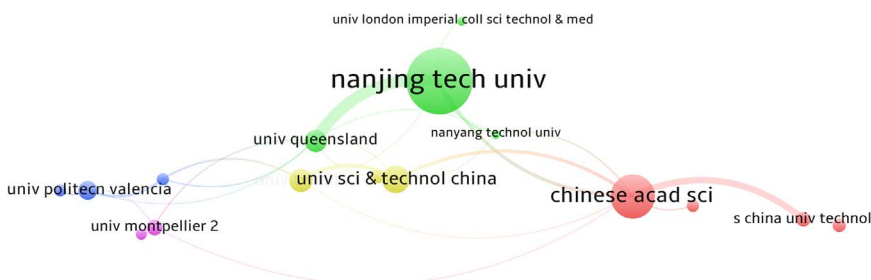 univ london imperial coll sci technol & med
nanjing tech univ
nanyang technol univ
univ queensland
univ sci & technol china
univ politecn valencia
chinese acad sci
s china univ technol
univ montpellier 2